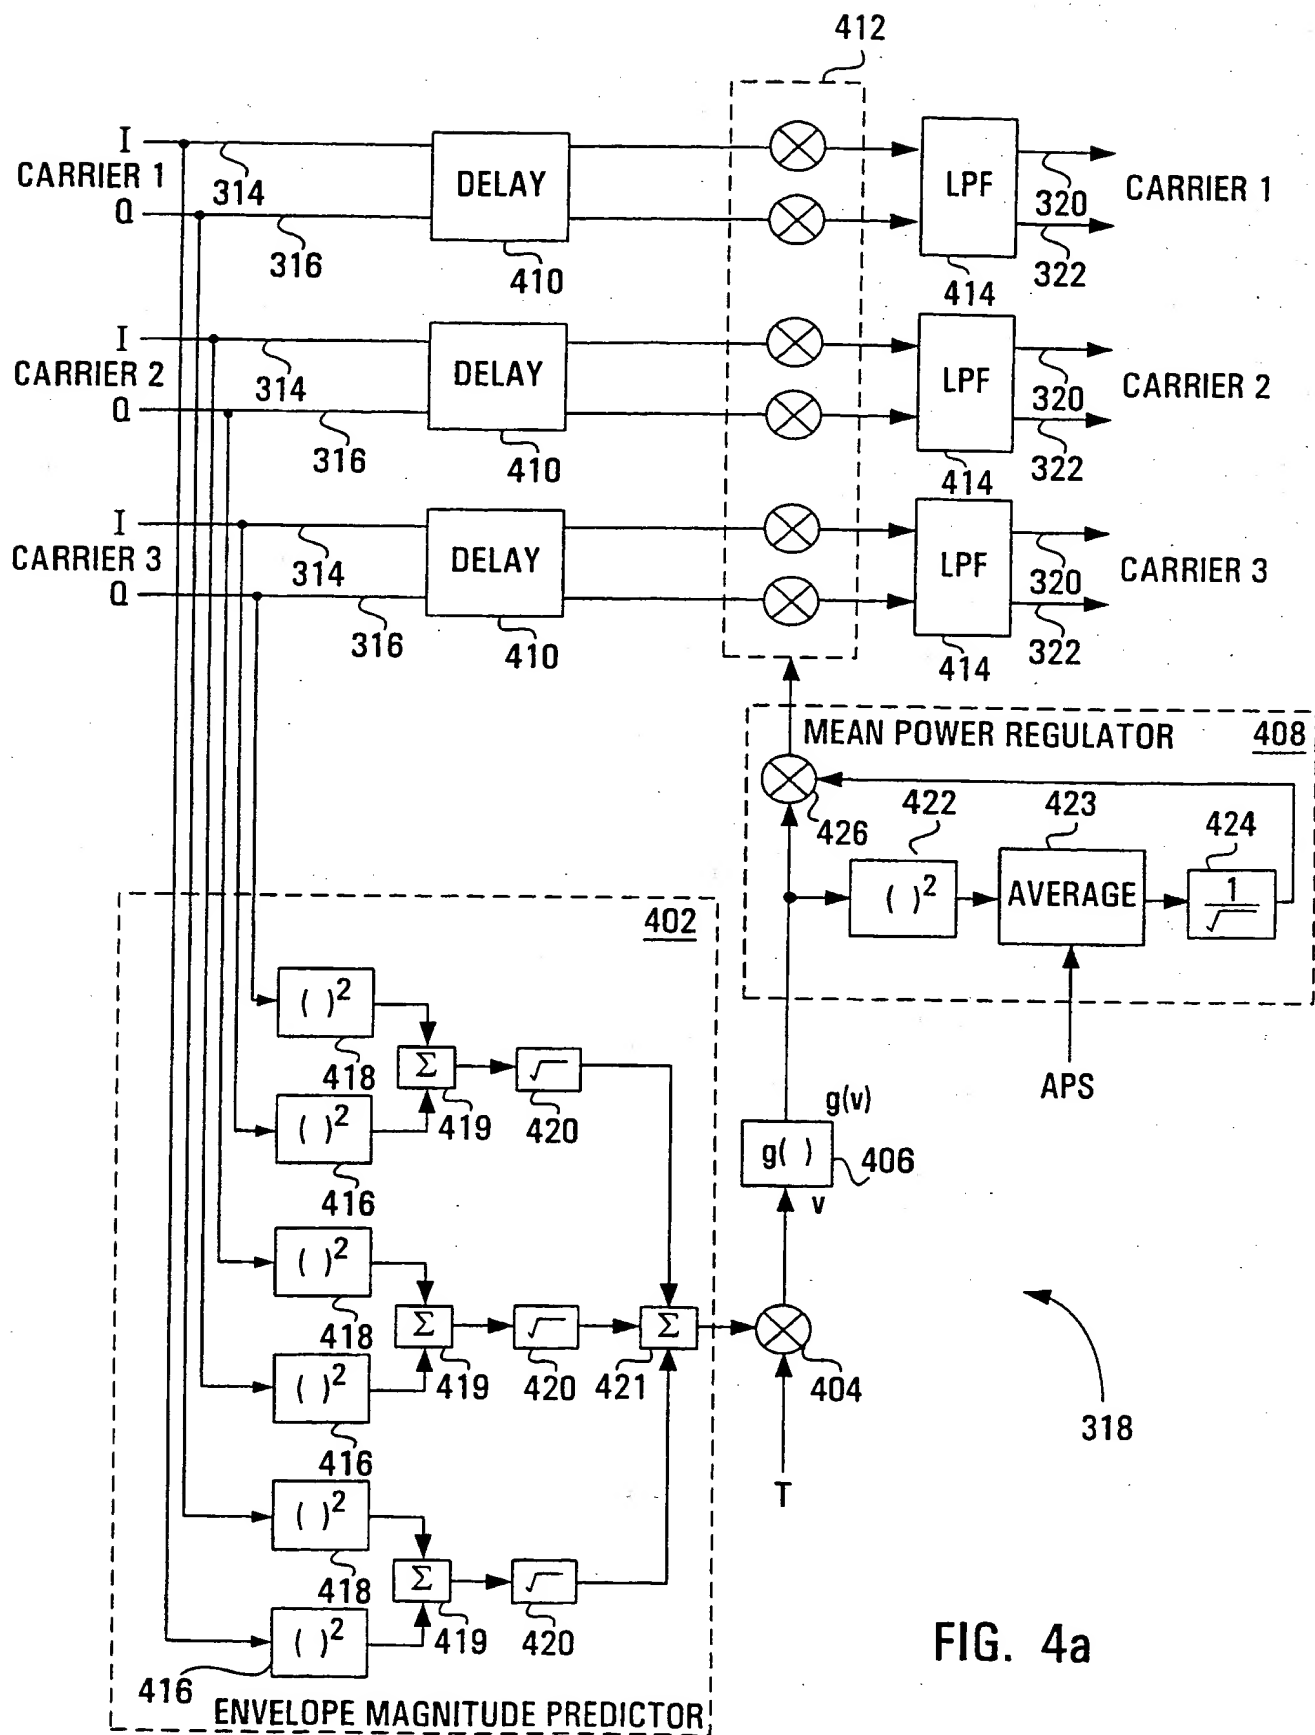 412
I
CARRIER 1
Q
314
316
DELAY
410
LPF
414
320
322
CARRIER 1
I
CARRIER 2
Q
314
316
DELAY
410
LPF
414
320
322
CARRIER 2
I
CARRIER 3
Q
314
316
DELAY
410
LPF
414
320
322
CARRIER 3
MEAN POWER REGULATOR
408
426
422
( )²
423
AVERAGE
424
1
√
APS
402
( )²
418
Σ
419
√
420
( )²
416
( )²
418
Σ
419
√
420
Σ
421
( )²
416
( )²
418
Σ
419
√
420
( )²
416
ENVELOPE MAGNITUDE PREDICTOR
g(v)
g( )
406
v
404
T
318
FIG. 4a